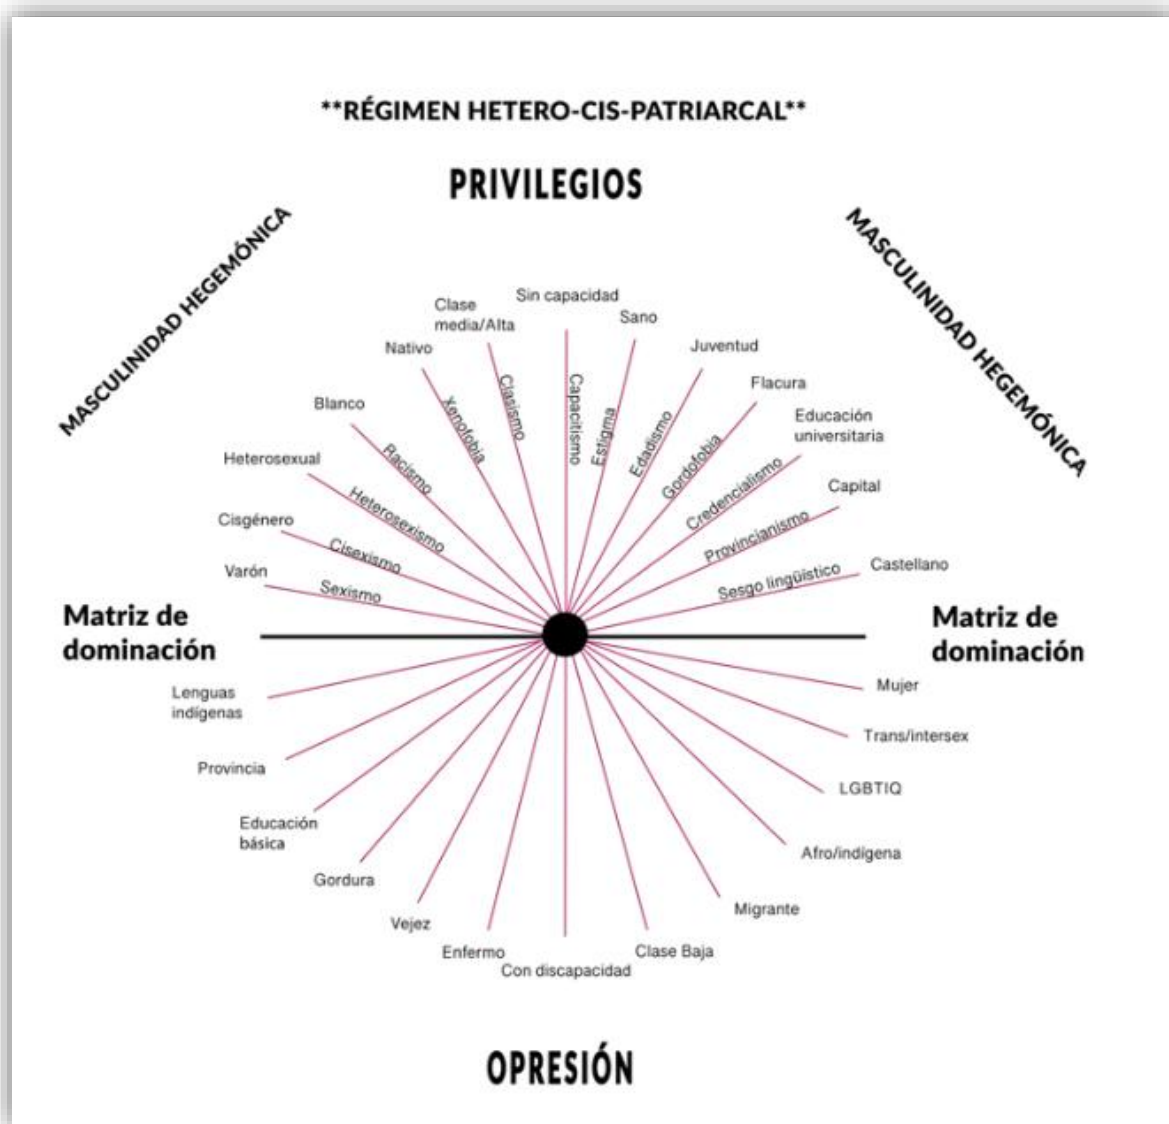 **RÉGIMEN HETERO-CIS-PATRIARCAL**
PRIVILEGIOS
MASCULINIDAD HEGEMÓNICA
MASCULINIDAD HEGEMÓNICA
Sin capacidad
Clase
media/Alta
Sano
Nativo
Juventud
Flacura
Blanco
Educación
universitaria
Heterosexual
Capital
Cisgénero
Castellano
Varón
Sexismo
Cisexismo
Heterosexismo
Racismo
Xenofobia
Clasismo
Capacitismo
Estigma
Edadismo
Gordofobia
Credencialismo
Provincianismo
Sesgo lingüístico
Matriz de
dominación
Matriz de
dominación
Lenguas
indígenas
Mujer
Provincia
Trans/intersex
Educación
básica
LGBTIQ
Gordura
Afro/indígena
Vejez
Migrante
Enfermo
Clase Baja
Con discapacidad
OPRESIÓN